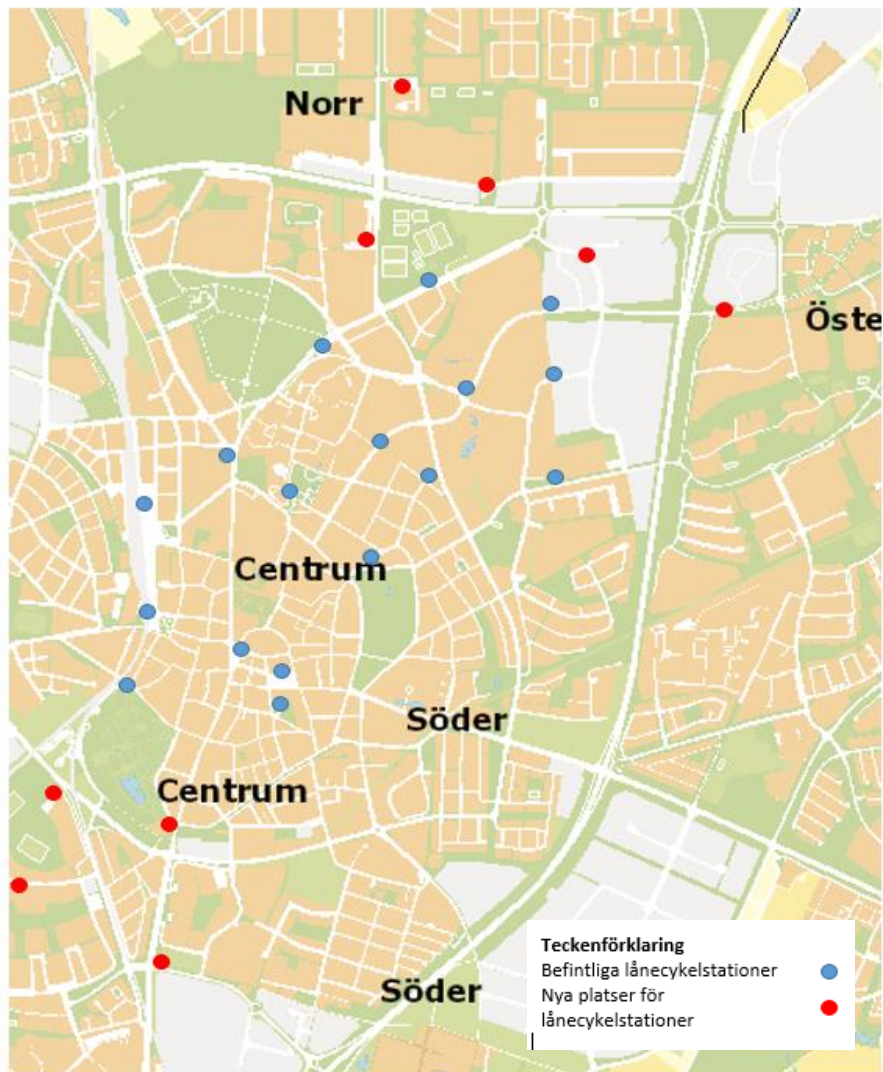 Norr
Öste
Centrum
Söder
Centrum
Söder
Teckenförklaring
Befintliga lånecykelstationer
Nya platser för
lånecykelstationer